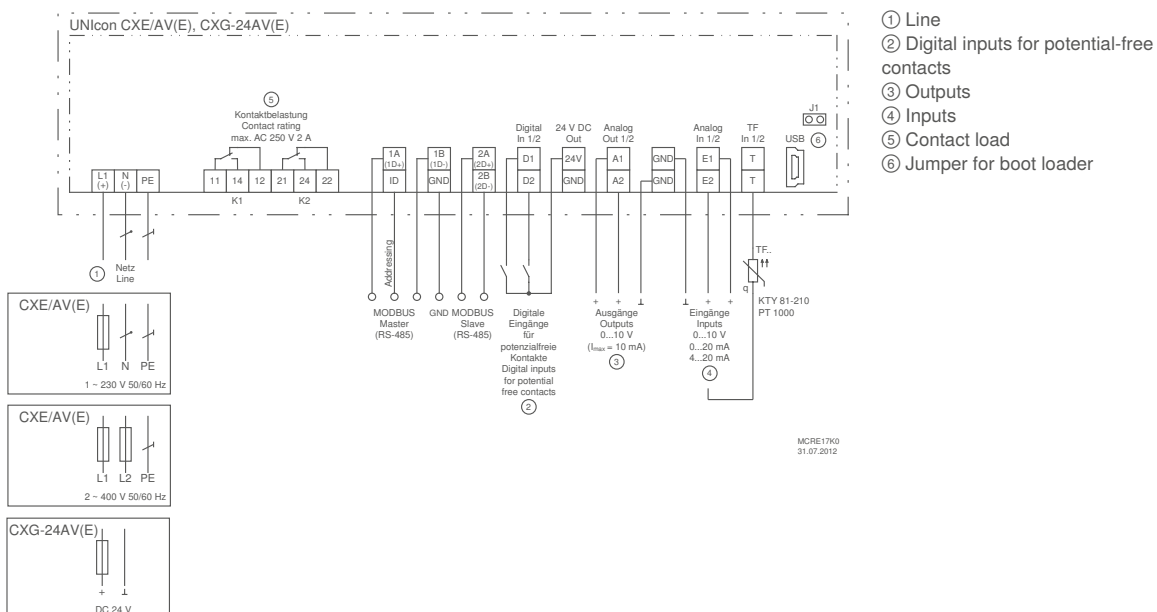 UNIcon CXE/AV(E), CXG-24AV(E)
① Line
② Digital inputs for potential-free
contacts
③ Outputs
④ Inputs
⑤ Contact load
⑥ Jumper for boot loader
⑤
Kontaktbelastung
Contact rating
max. AC 250 V 2 A
Digital
In 1/2
24 V DC
Out
Analog
Out 1/2
Analog
In 1/2
TF
In 1/2
USB
J1
⑥
L1
(+)
N
(-)
PE
11 14 12 21 24 22
K1 K2
1A
(1D+)
ID
1B
(1D-)
GND
2A
(2D+)
2B
(2D-)
D1
D2
24V
GND
A1
A2
GND
GND
E1
E2
T
T
① Netz
Line
Addressing
MODBUS
Master
(RS-485)
GND
MODBUS
Slave
(RS-485)
Digitale
Eingänge
für
potenzialfreie
Kontakte
Digital inputs
for potential
free contacts
②
+ + ⊥
Ausgänge
Outputs
0...10 V
(Imax = 10 mA)
③
⊥ + +
Eingänge
Inputs
0...10 V
0...20 mA
4...20 mA
④
TF..
q
KTY 81-210
PT 1000
CXE/AV(E)
L1 N PE
1 ~ 230 V 50/60 Hz
CXE/AV(E)
L1 L2 PE
2 ~ 400 V 50/60 Hz
CXG-24AV(E)
+ ⊥
DC 24 V
MCRE17K0
31.07.2012